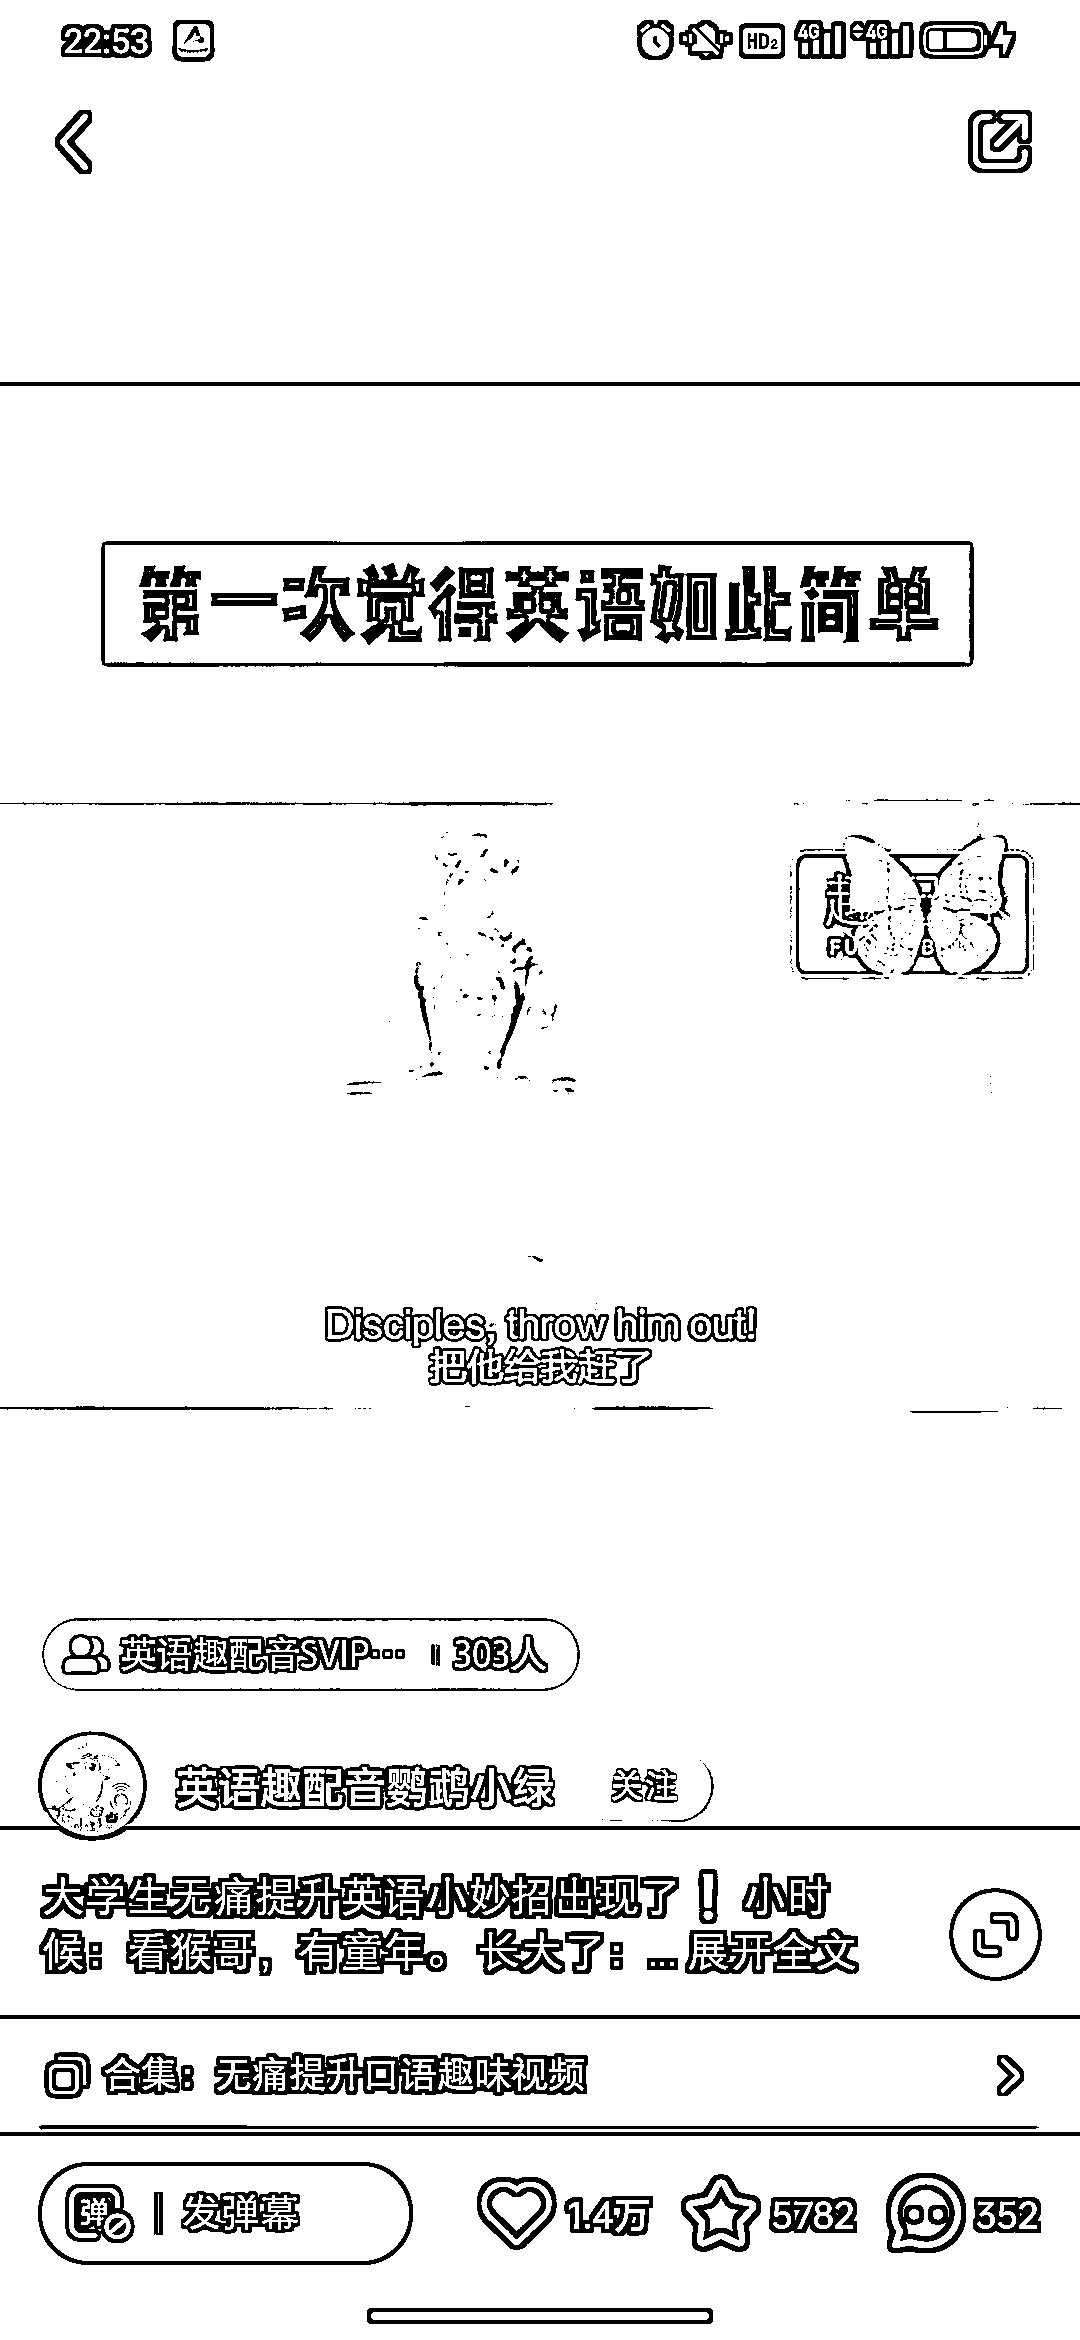 22:53
HD2 4G 4G
第一次觉得英语如此简单
Disciples, throw him out!
把他给我赶了
英语趣配音SVIP… 303人
英语趣配音鹦鹉小绿 关注
大学生无痛提升英语小妙招出现了！小时
候：看猴哥，有童年。长大了：... 展开全文
合集：无痛提升口语趣味视频
弹 发弹幕 1.4万 5782 352